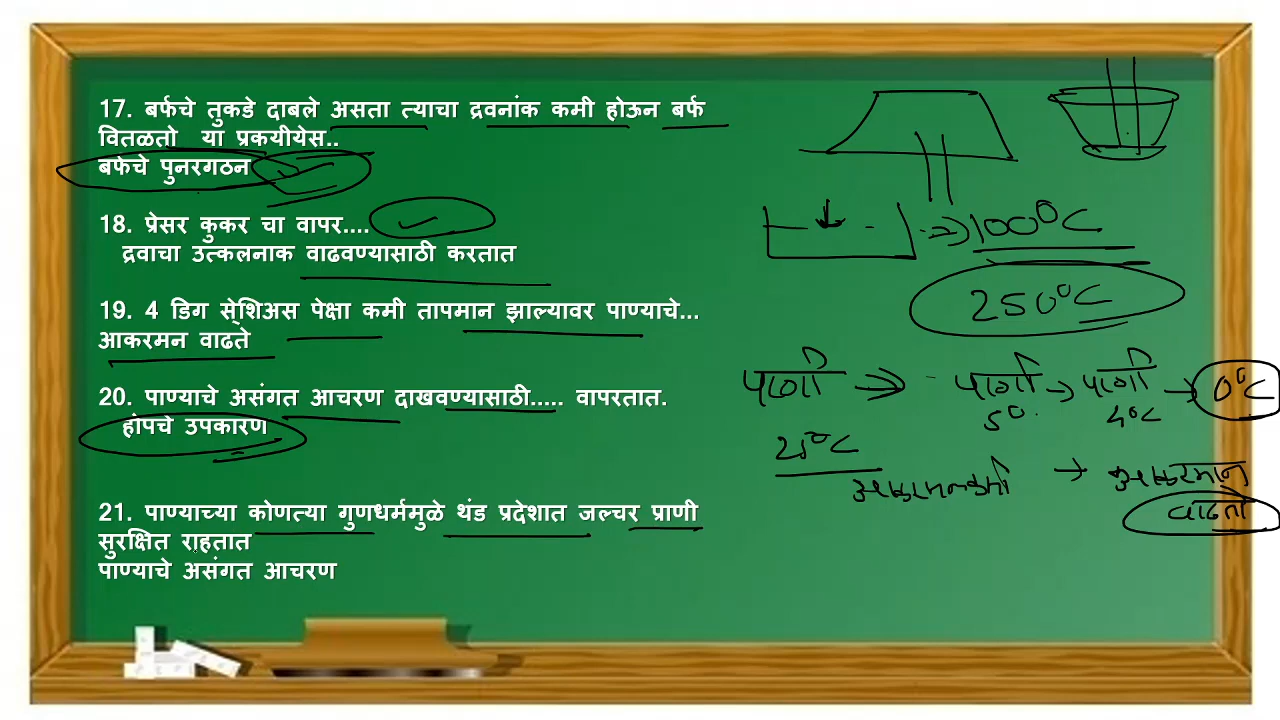 17. बर्फचे तुकडे दाबले असता त्याचा द्रवनांक कमी होऊन बर्फ
वितळतो या प्रकयीयेस..
बर्फचे पुनरगठन
18. प्रेसर कुकर चा वापर....
द्रवाचा उत्कलनाक वाढवण्यासाठी करतात
19. 4 डिग से्शिअस पेक्षा कमी तापमान झाल्यावर पाण्याचे...
आकरमन वाढते
20. पाण्याचे असंगत आचरण दाखवण्यासाठी..... वापरतात.
होपचे उपकारण
21. पाण्याच्या कोणत्या गुणधर्ममुळे थंड प्रदेशात जल्चर प्राणी
सुरक्षित राहतात
पाण्याचे असंगत आचरण
100°C
250°C
पाणी पाणी पाणी 0°C
5° 4°C
25°C